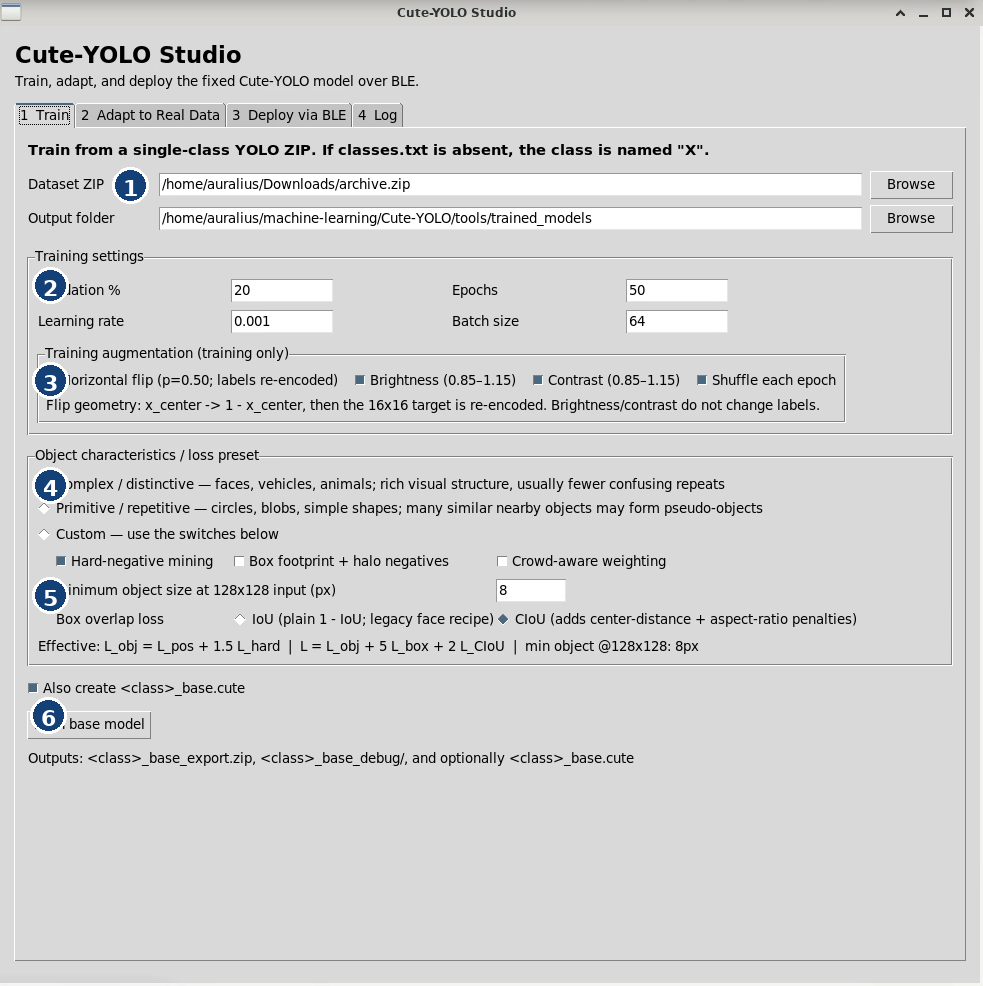 Cute-YOLO Studio
Cute-YOLO Studio
Train, adapt, and deploy the fixed Cute-YOLO model over BLE.
1 Train 2 Adapt to Real Data 3 Deploy via BLE 4 Log
Train from a single-class YOLO ZIP. If classes.txt is absent, the class is named "X".
Dataset ZIP 1 /home/auralius/Downloads/archive.zip Browse
Output folder /home/auralius/machine-learning/Cute-YOLO/tools/trained_models Browse
Training settings
2 % 20 Epochs 50
Learning rate 0.001 Batch size 64
Training augmentation (training only)
3 flip (p=0.50; labels re-encoded) Brightness (0.85–1.15) Contrast (0.85–1.15) Shuffle each epoch
Flip geometry: x_center -> 1 - x_center, then the 16x16 target is re-encoded. Brightness/contrast do not change labels.
Object characteristics / loss preset
4 / distinctive — faces, vehicles, animals; rich visual structure, usually fewer confusing repeats
Primitive / repetitive — circles, blobs, simple shapes; many similar nearby objects may form pseudo-objects
Custom — use the switches below
Hard-negative mining Box footprint + halo negatives Crowd-aware weighting
5 object size at 128x128 input (px) 8
Box overlap loss IoU (plain 1 - IoU; legacy face recipe) CIoU (adds center-distance + aspect-ratio penalties)
Effective: L_obj = L_pos + 1.5 L_hard | L = L_obj + 5 L_box + 2 L_CIoU | min object @128x128: 8px
Also create <class>_base.cute
6 base model
Outputs: <class>_base_export.zip, <class>_base_debug/, and optionally <class>_base.cute